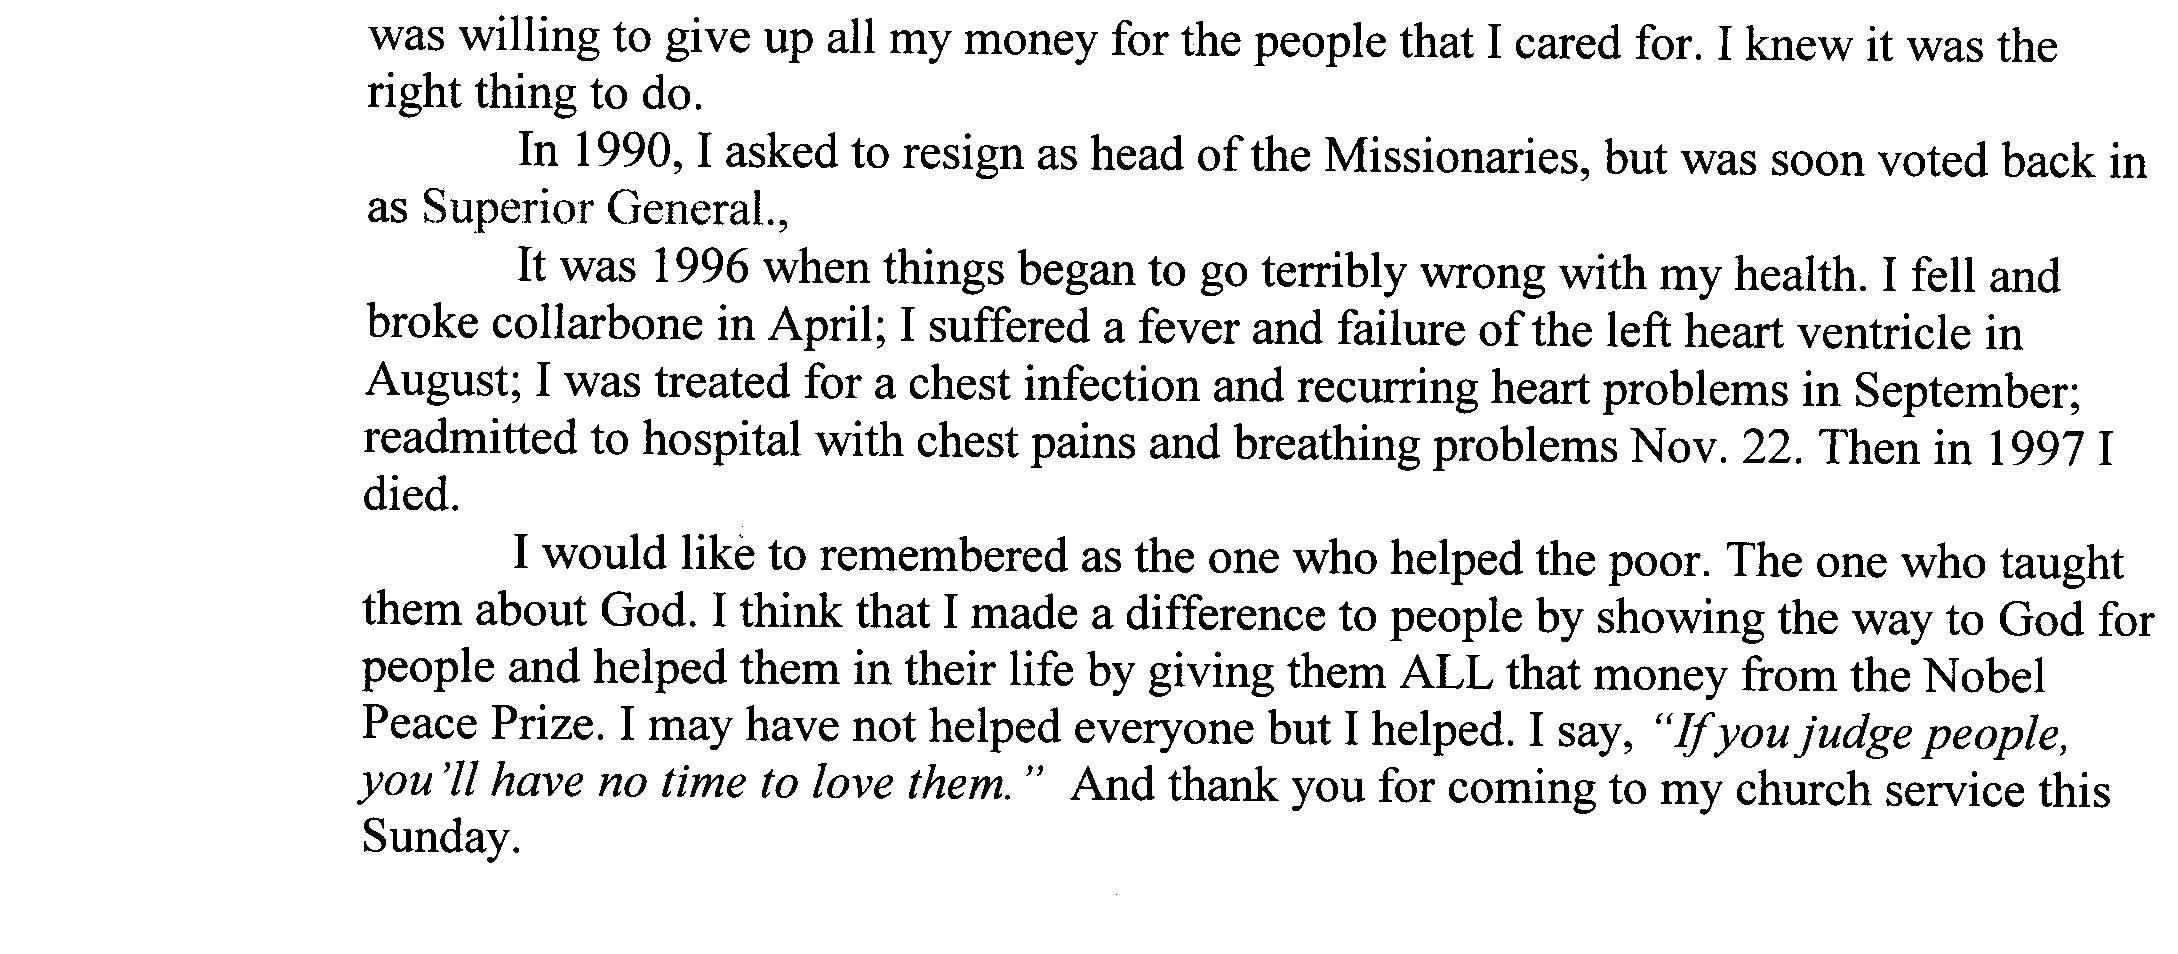 was willing to give up all my money for the people that I cared for. I knew it was the
right thing to do.
In 1990, I asked to resign as head of the Missionaries, but was soon voted back in
as Superior General.,
It was 1996 when things began to go terribly wrong with my health. I fell and
broke collarbone in April; I suffered a fever and failure of the left heart ventricle in
August; I was treated for a chest infection and recurring heart problems in September;
readmitted to hospital with chest pains and breathing problems Nov. 22. Then in 1997 I
died.
I would like to remembered as the one who helped the poor. The one who taught
them about God. I think that I made a difference to people by showing the way to God for
people and helped them in their life by giving them ALL that money from the Nobel
Peace Prize. I may have not helped everyone but I helped. I say, “If you judge people,
you’ll have no time to love them.” And thank you for coming to my church service this
Sunday.